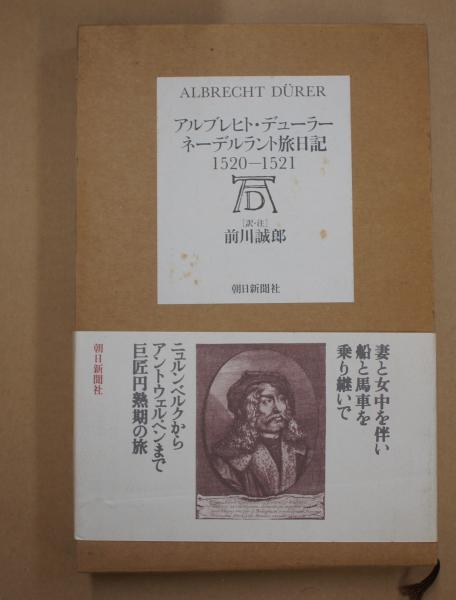 ALBRECHT DÜRER
アルブレヒト・デューラー
ネーデルラント旅日記
1520—1521
AD
［訳・注］
前川誠郎
朝日新聞社
妻と女中を伴い
船と馬車を
乗り継いで
ニュルンベルクから
アントウェルペンまで
巨匠円熟期の旅
朝日新聞社